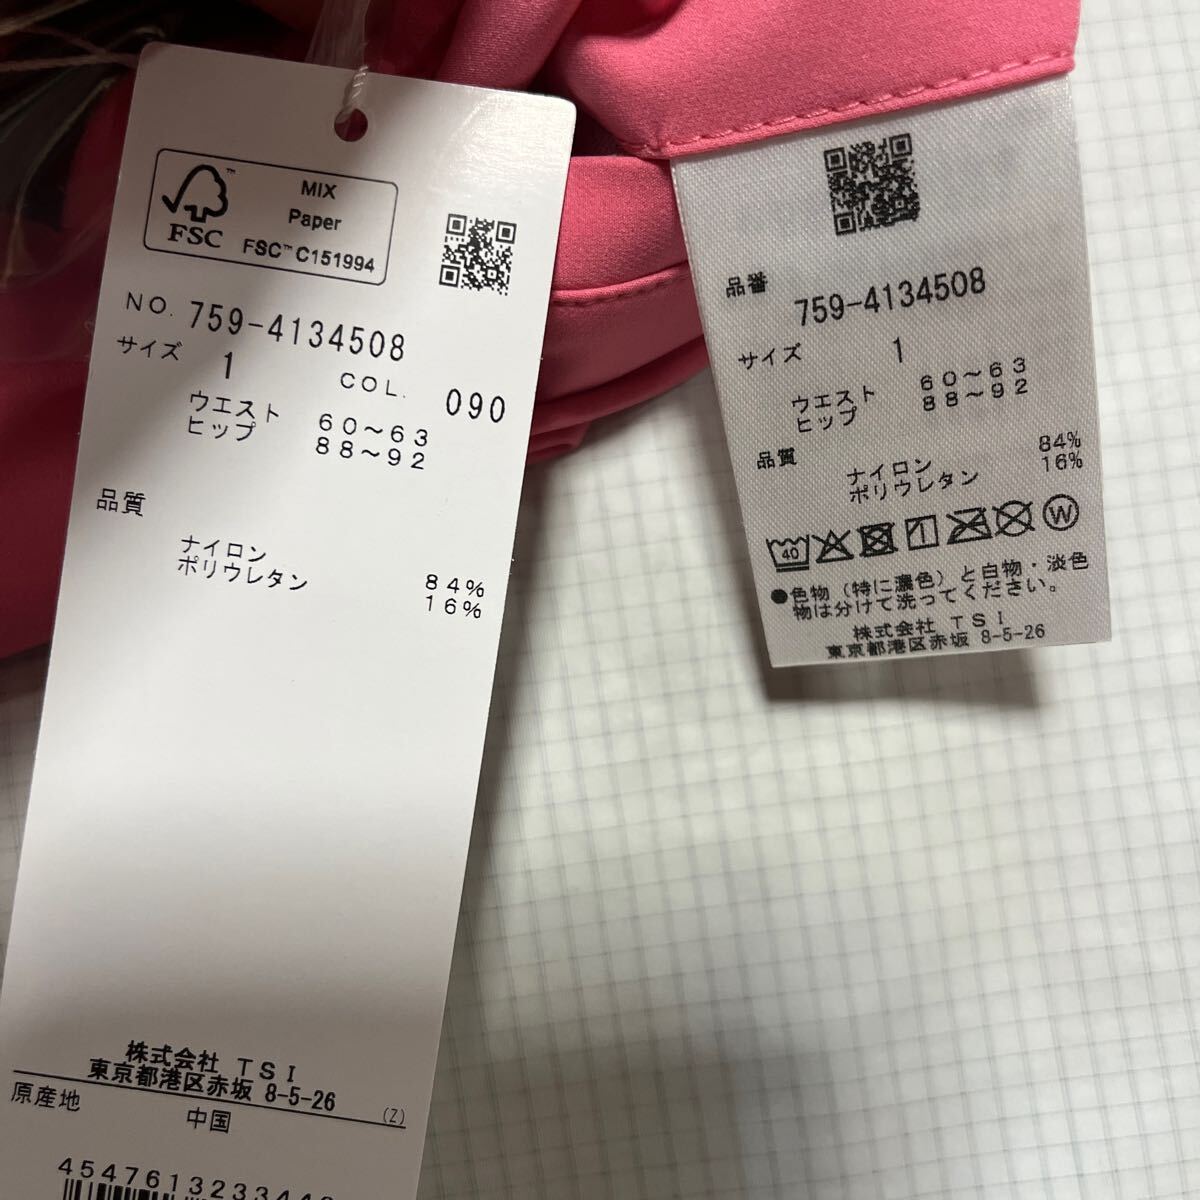 MIX
Paper
FSC™ C151994
FSC
NO. 759-4134508
サイズ 1 COL. 090
ウエスト 60～63
ヒップ 88～92
品質
ナイロン 84%
ポリウレタン 16%
株式会社 TSI
東京都港区赤坂 8-5-26
(Z)
原産地 中国
品番 759-4134508
サイズ 1
ウエスト 60～63
ヒップ 88～92
品質
ナイロン 84%
ポリウレタン 16%
40
W
●色物（特に濃色）と白物・淡色
物は分けて洗ってください。
株式会社 TSI
東京都港区赤坂 8-5-26